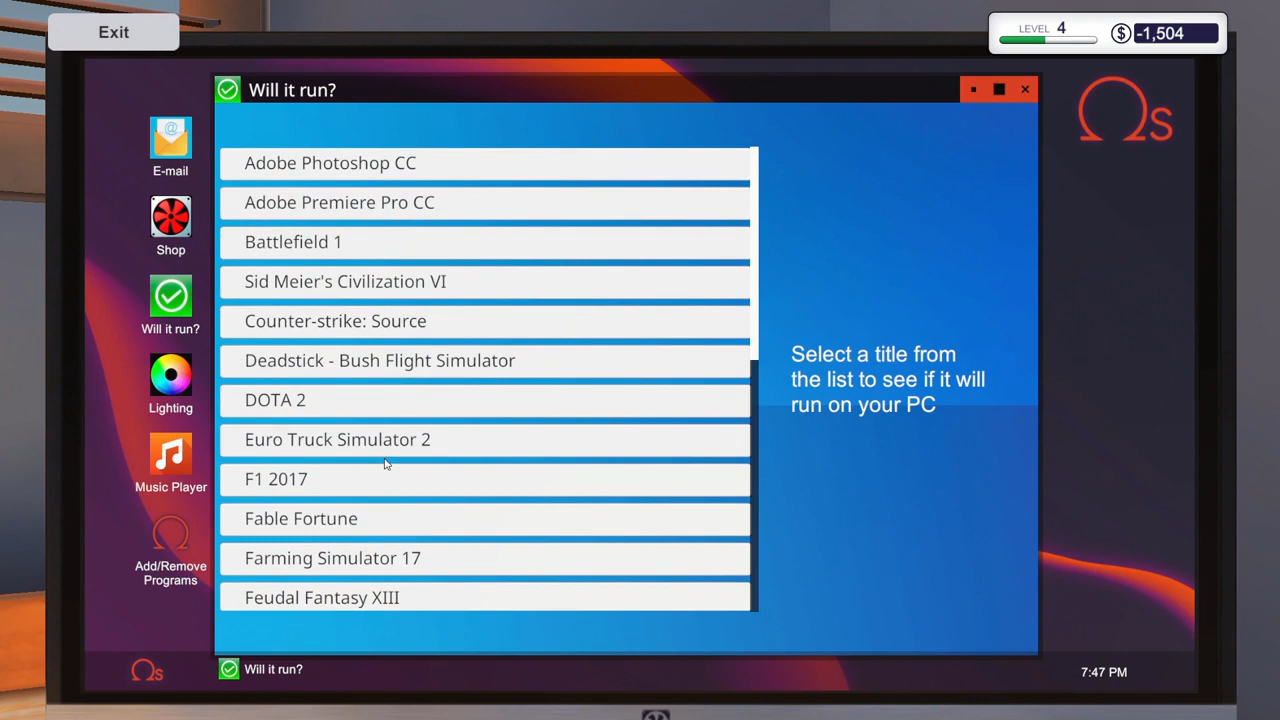 Exit
LEVEL 4
$ -1,504
Will it run?
Ωs
E-mail
Shop
Will it run?
Lighting
Music Player
Add/Remove
Programs
Adobe Photoshop CC
Adobe Premiere Pro CC
Battlefield 1
Sid Meier's Civilization VI
Counter-strike: Source
Deadstick - Bush Flight Simulator
DOTA 2
Euro Truck Simulator 2
F1 2017
Fable Fortune
Farming Simulator 17
Feudal Fantasy XIII
Select a title from
the list to see if it will
run on your PC
Ωs
Will it run?
7:47 PM